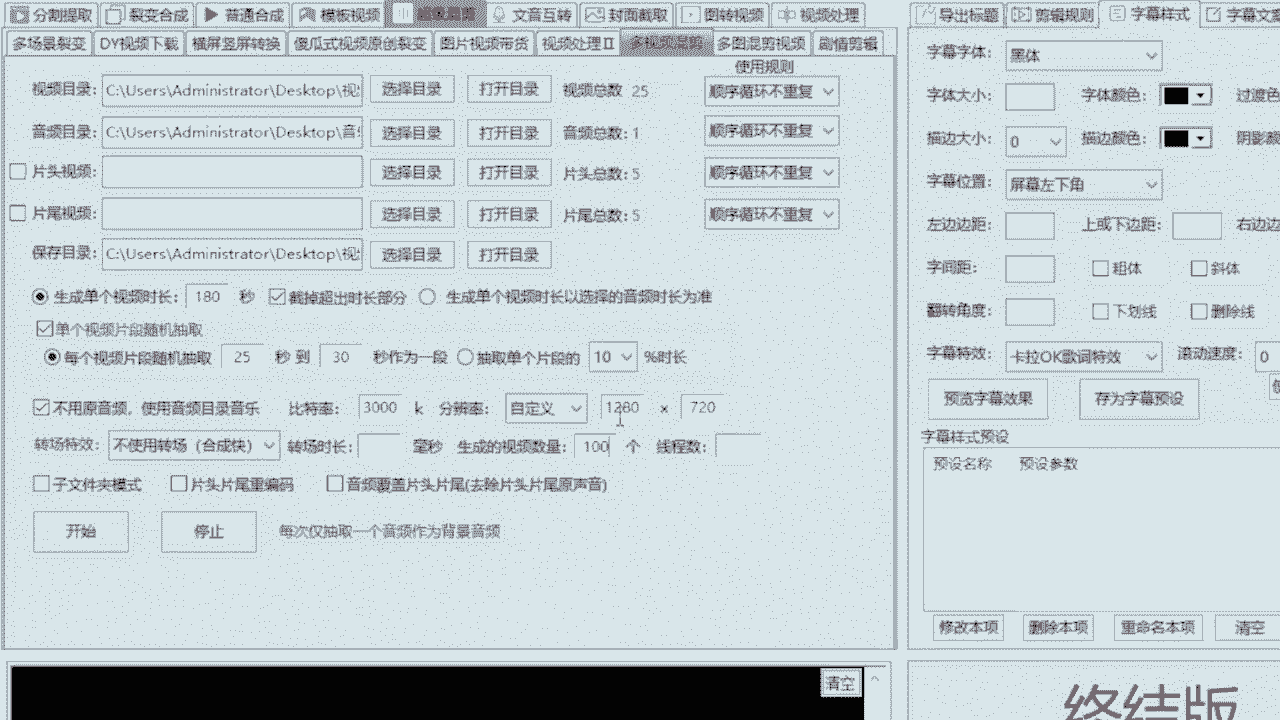 分割提取 裂变合成 普通合成 模板视频 文音互转 封面截取 图转视频 视频处理
多场景裂变 DY视频下载 横屏竖屏转换 傻瓜式视频原创裂变 图片视频带货 视频处理Ⅱ 多视频混剪 多图混剪视频 剧情剪辑
使用规则
视频目录: C:\Users\Administrator\Desktop\视 选择目录 打开目录 视频总数 25 顺序循环不重复
音频目录: C:\Users\Administrator\Desktop\音 选择目录 打开目录 音频总数: 1 顺序循环不重复
片头视频: 选择目录 打开目录 片头总数: 5 顺序循环不重复
片尾视频: 选择目录 打开目录 片尾总数: 5 顺序循环不重复
保存目录: C:\Users\Administrator\Desktop\视 选择目录 打开目录
生成单个视频时长: 180 秒 裁掉超出时长部分 生成单个视频时长以选择的音频时长为准
单个视频片段随机抽取
每个视频片段随机抽取 25 秒 到 30 秒作为一段 抽取单个片段的 10 %时长
不用原音频，使用音频目录音乐 比特率: 3000 k 分辨率: 自定义 1280 x 720
转场特效: 不使用转场（合成快） 转场时长: 毫秒 生成的视频数量: 100 个 线程数:
子文件夹模式 片头片尾重编码 音频覆盖片头片尾(去除片头片尾原声音)
开始 停止 每次仅抽取一个音频作为背景音频
清空
导出标题 剪辑规则 字幕样式 字幕文
字幕字体: 黑体
字体大小: 字体颜色: 过渡
描边大小: 0 描边颜色: 阴影
字幕位置: 屏幕左下角
左边边距: 上或下边距: 右边边
字间距: 粗体 斜体
翻转角度: 下划线 删除线
字幕特效: 卡拉OK歌词特效 滚动速度: 0
预览字幕效果 存为字幕预设
字幕样式预设
预设名称 预设参数
修改本项 删除本项 重命名本项 清空
终结版